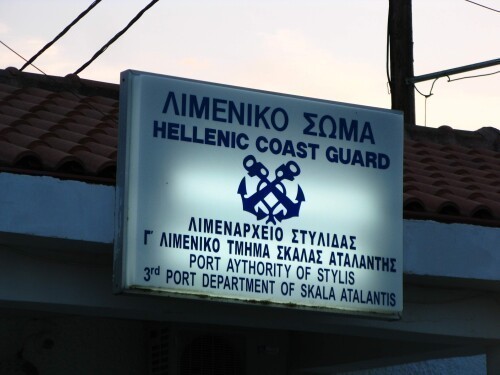 ΛΙΜΕΝΙΚΟ ΣΩΜΑ
HELLENIC COAST GUARD
ΛΙΜΕΝΑΡΧΕΙΟ ΣΤΥΛΙΔΑΣ
Γ΄ ΛΙΜΕΝΙΚΟ ΤΜΗΜΑ ΣΚΑΛΑΣ ΑΤΑΛΑΝΤΗΣ
PORT AYTHORITY OF STYLIS
3rd PORT DEPARTMENT OF SKALA ATALANTIS